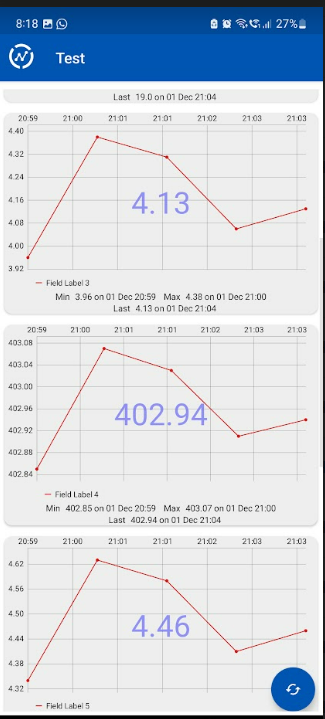 8:18 27%
Test
Last 19.0 on 01 Dec 21:04
20:59 21:00 21:01 21:01 21:02 21:03 21:03
4.40
4.32
4.24
4.16
4.08
4.00
3.92
4.13
Field Label 3
Min 3.96 on 01 Dec 20:59 Max 4.38 on 01 Dec 21:00
Last 4.13 on 01 Dec 21:04
20:59 21:00 21:01 21:01 21:02 21:03 21:03
403.08
403.04
403.00
402.96
402.92
402.88
402.84
402.94
Field Label 4
Min 402.85 on 01 Dec 20:59 Max 403.07 on 01 Dec 21:00
Last 402.94 on 01 Dec 21:04
20:59 21:00 21:01 21:01 21:02 21:03 21:03
4.62
4.56
4.50
4.44
4.38
4.32
4.46
Field Label 5